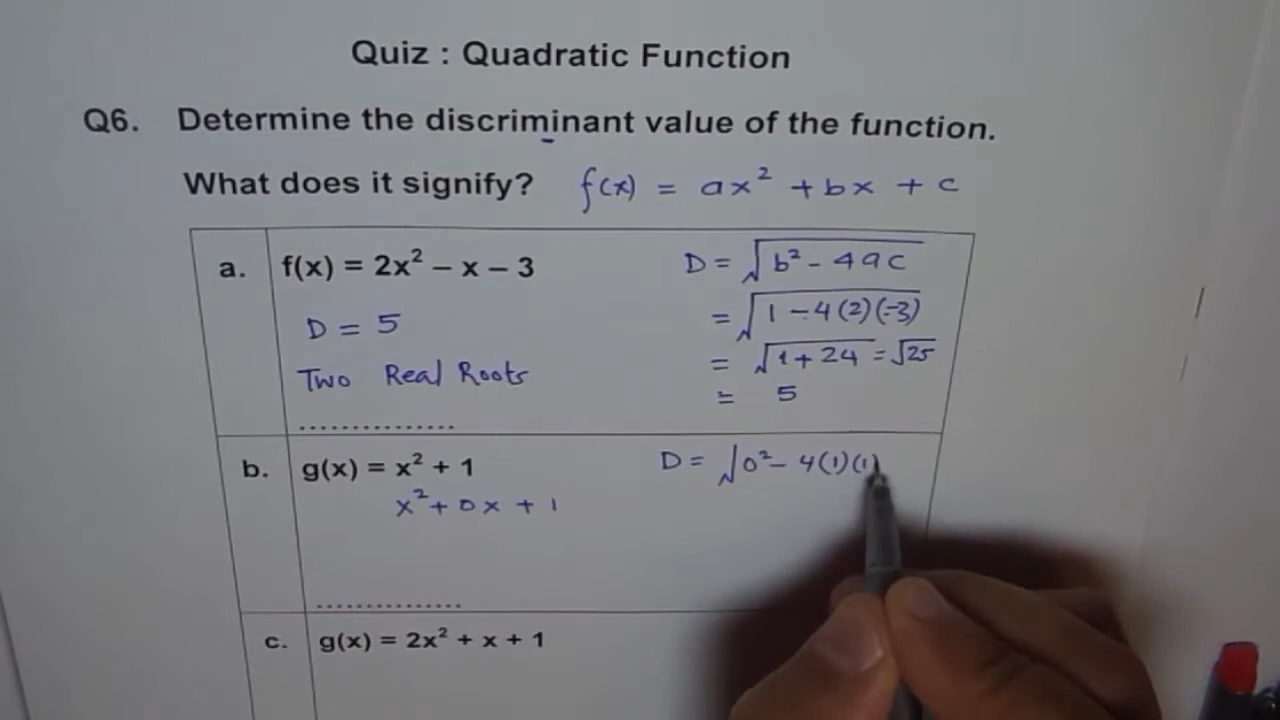 Quiz : Quadratic Function
Q6. Determine the discriminant value of the function.
What does it signify? f(x) = ax² + bx + c
a. f(x) = 2x² – x – 3
D = √(b² - 4ac)
= √(1 - 4(2)(-3))
D = 5
= √(1 + 24) = √25
Two Real Roots
= 5
...............
b. g(x) = x² + 1
D = √0² - 4(1)(1)
x² + 0x + 1
...............
c. g(x) = 2x² + x + 1